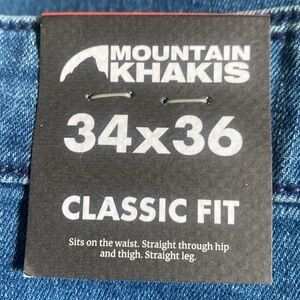 MOUNTAIN
KHAKIS
34x36
CLASSIC FIT
Sits on the waist. Straight through hip
and thigh. Straight leg.